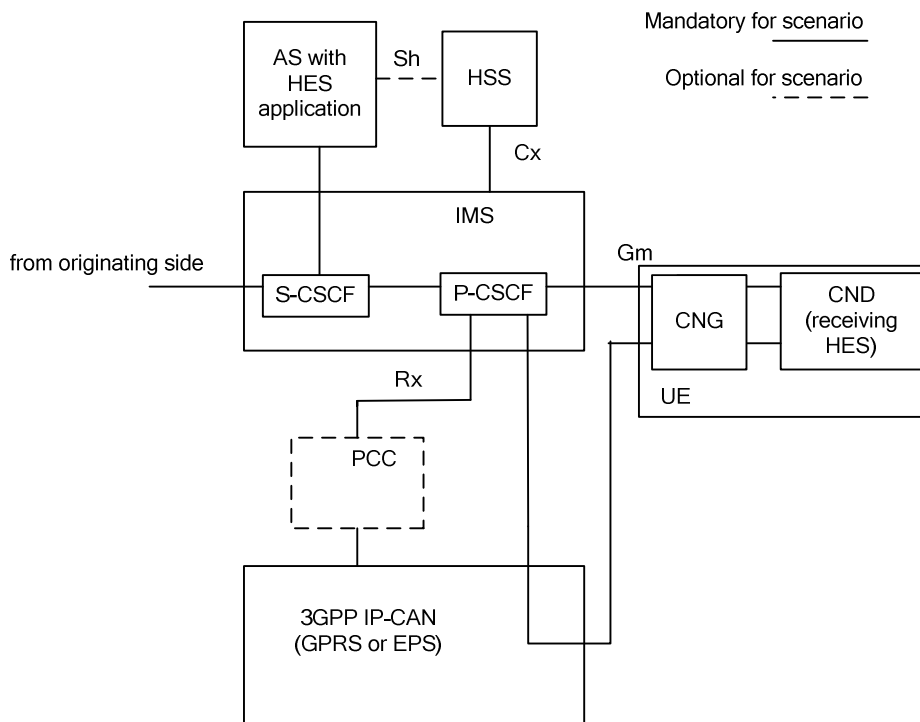 Mandatory for scenario
Optional for scenario
AS with
HES
application
Sh
HSS
Cx
IMS
from originating side
S-CSCF
P-CSCF
Gm
CNG
CND
(receiving
HES)
UE
Rx
PCC
3GPP IP-CAN
(GPRS or EPS)